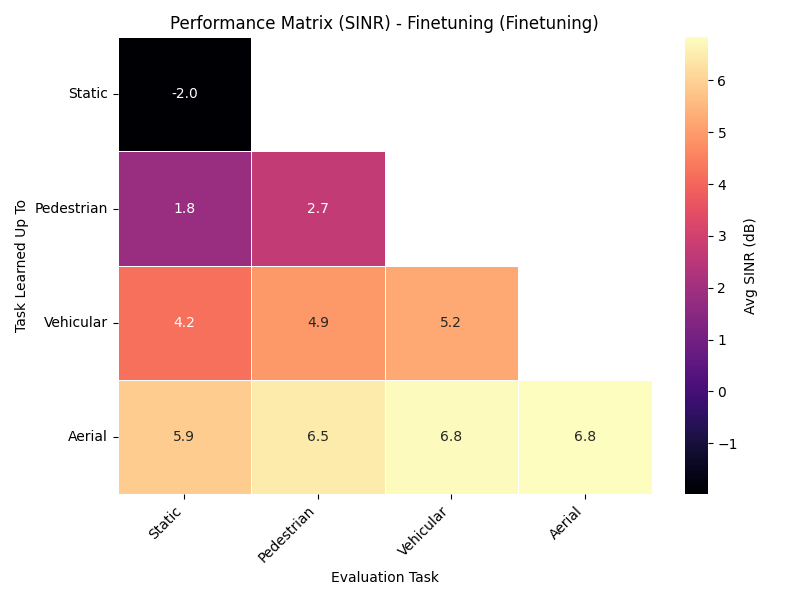 Performance Matrix (SINR) - Finetuning (Finetuning)
Task Learned Up To
Static
-2.0
Pedestrian
1.8 2.7
Vehicular
4.2 4.9 5.2
Aerial
5.9 6.5 6.8 6.8
Static Pedestrian Vehicular Aerial
Evaluation Task
6
5
4
3
2
1
0
−1
Avg SINR (dB)